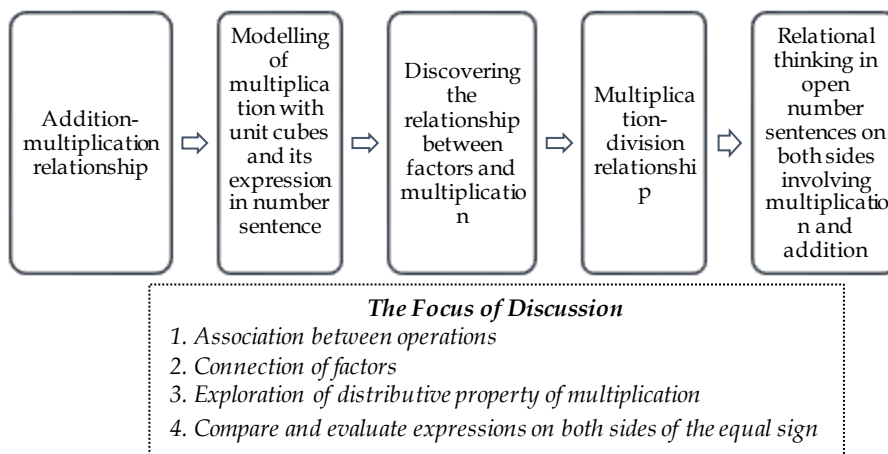 Addition-
multiplication
relationship
Modelling
of
multiplica
tion with
unit cubes
and its
expression
in number
sentence
Discovering
the
relationship
between
factors and
multiplicatio
n
Multiplica
tion-
division
relationshi
p
Relational
thinking in
open
number
sentences on
both sides
involving
multiplicatio
n and
addition
The Focus of Discussion
1. Association between operations
2. Connection of factors
3. Exploration of distributive property of multiplication
4. Compare and evaluate expressions on both sides of the equal sign